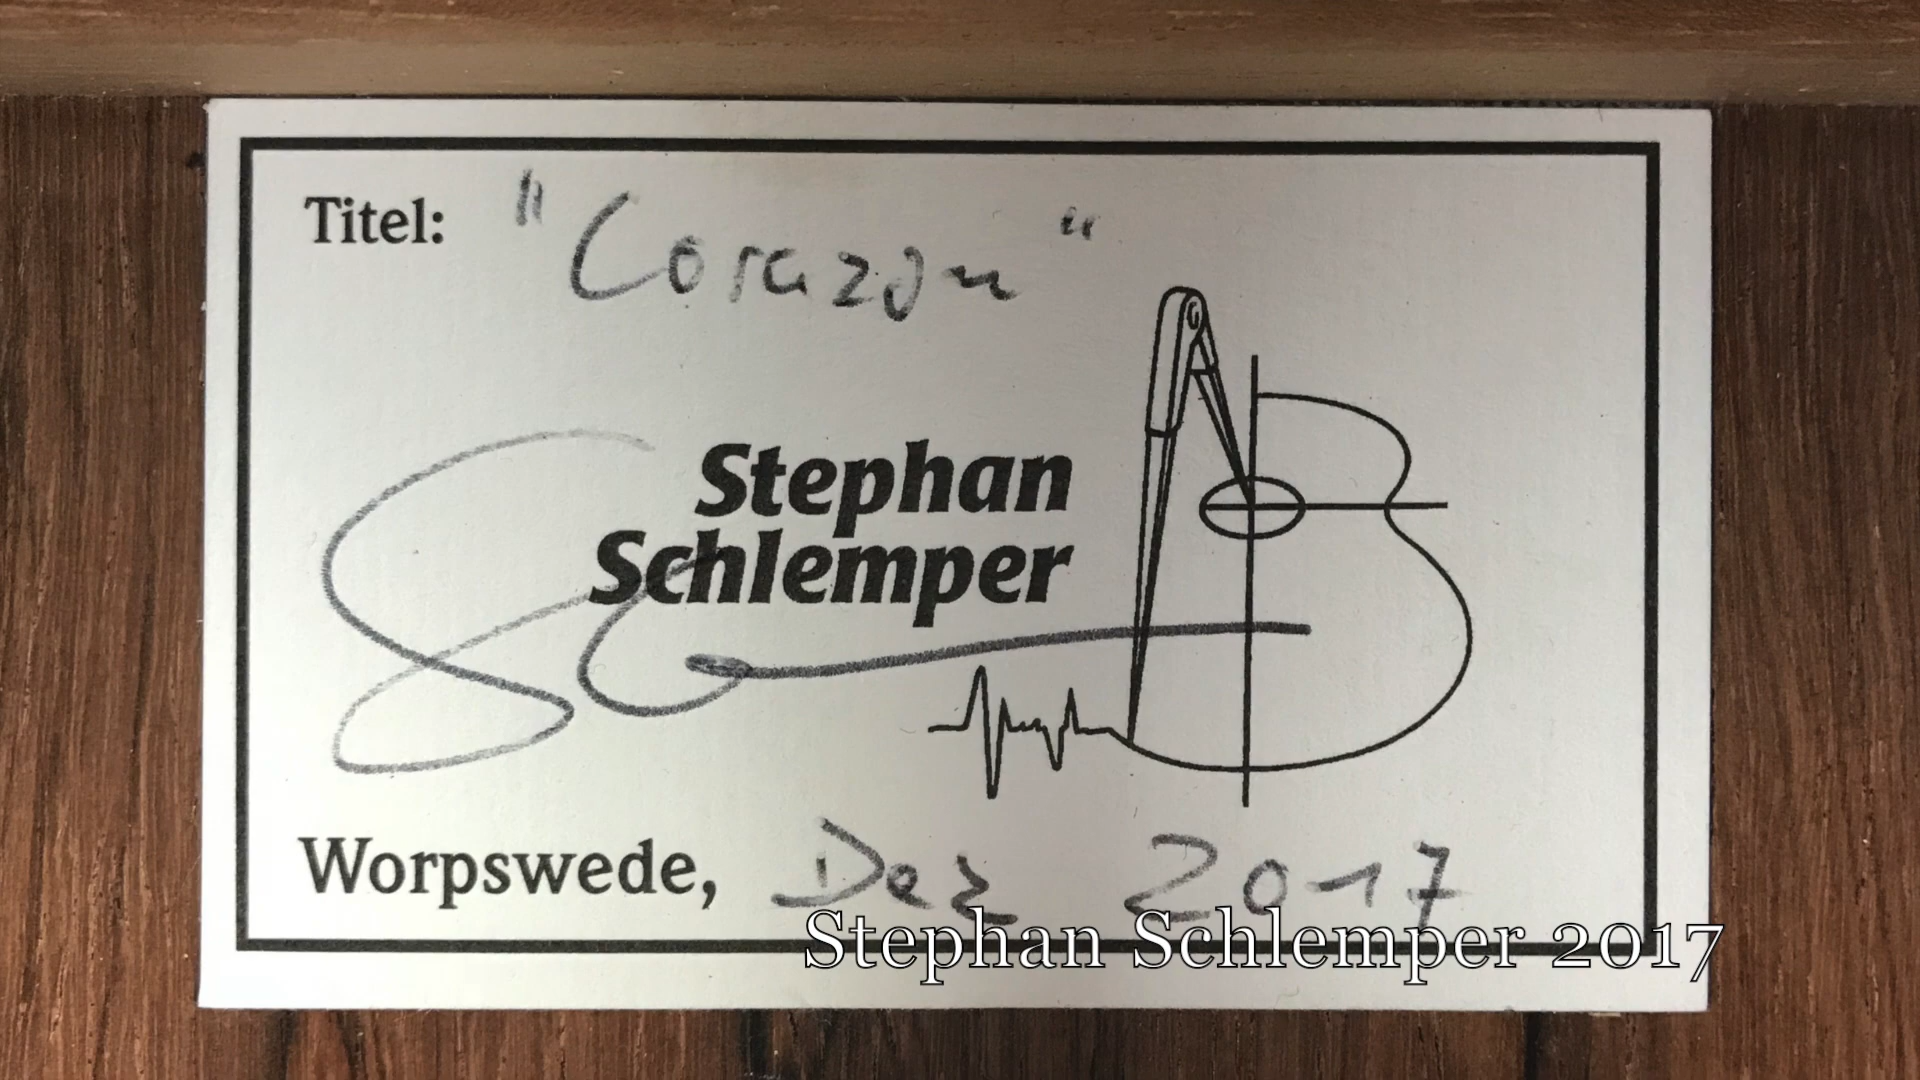 Titel: "Corazon"
Stephan
Schlemper
Worpswede, Dez 2017
Stephan Schlemper 2017